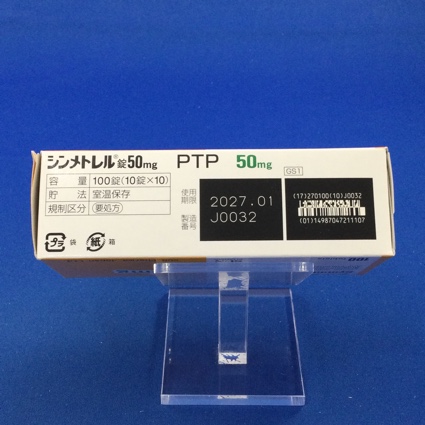 シンメトレル®錠50mg PTP 50mg
容量 100錠(10錠×10)
貯法 室温保存
規制区分 (要処方)
使用期限 2027.01
製造番号 J0032
GS1
(17)270100(10)J0032
(01)14987047211107
プラ 袋 紙 箱